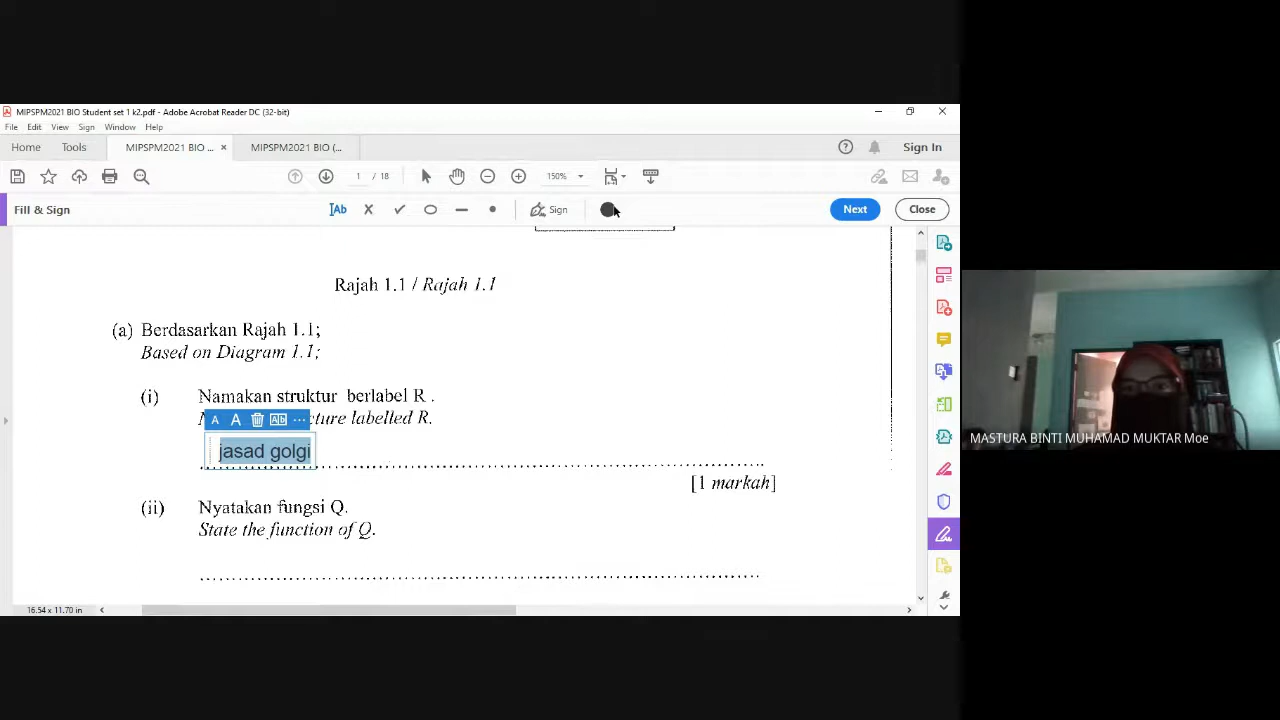 MIPSPM2021 BIO Student set 1 k2.pdf - Adobe Acrobat Reader DC (32-bit)
File Edit View Sign Window Help
Home Tools MIPSPM2021 BIO ... × MIPSPM2021 BIO (... Sign In
1 / 18 150%
Fill & Sign Ab Sign Next Close
Rajah 1.1 / Rajah 1.1
(a) Berdasarkan Rajah 1.1;
Based on Diagram 1.1;
(i) Namakan struktur berlabel R .
A A Ab ... cture labelled R.
jasad golgi
[1 markah]
(ii) Nyatakan fungsi Q.
State the function of Q.
16.54 x 11.70 in
MASTURA BINTI MUHAMAD MUKTAR Moe